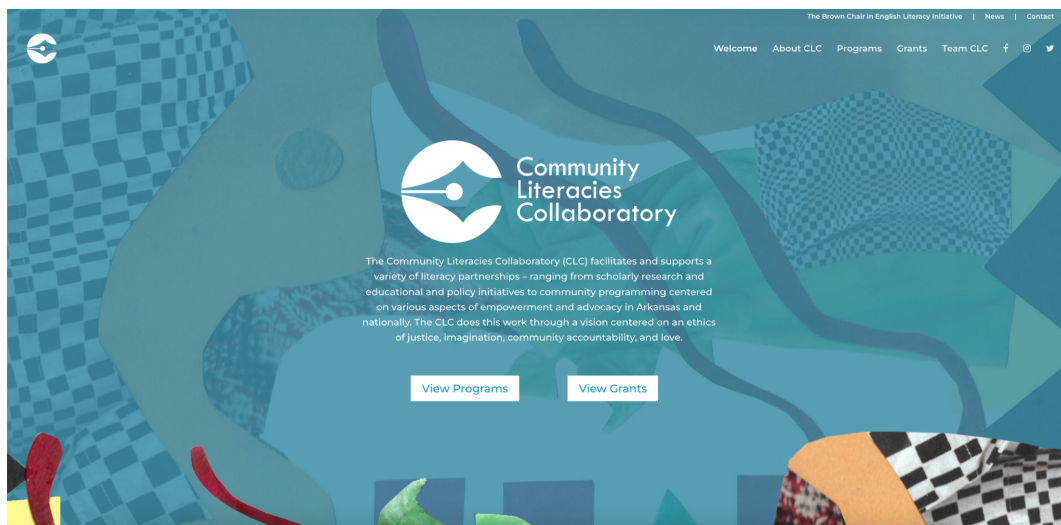 The Brown Chair in English Literacy Initiative | News | Contact
Welcome About CLC Programs Grants Team CLC
Community
Literacies
Collaboratory
The Community Literacies Collaboratory (CLC) facilitates and supports a
variety of literacy partnerships – ranging from scholarly research and
educational and policy initiatives to community programming centered
on various aspects of empowerment and advocacy in Arkansas and
nationally. The CLC does this work through a vision centered on an ethics
of justice, imagination, community accountability, and love.
View Programs View Grants